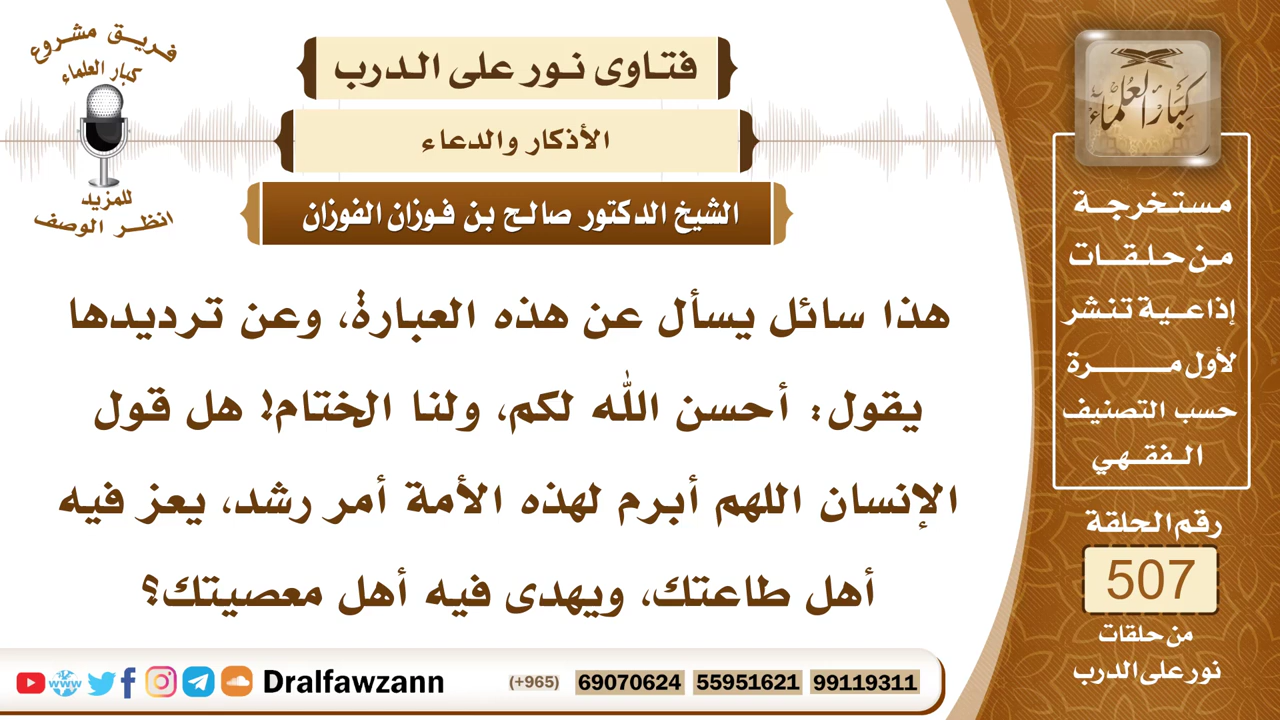 فريق مشروع
كبار العلماء
للمزيد
انظر الوصف
فتاوى نور على الدرب
الأذكار والدعاء
الشيخ الدكتور صالح بن فوزان الفوزان
هذا سائل يسأل عن هذه العبارة، وعن ترديدها
يقول: أحسن الله لكم، ولنا الختام! هل قول
الإنسان اللهم أبرم لهذه الأمة أمر رشد، يعز فيه
أهل طاعتك، ويهدى فيه أهل معصيتك؟
كبار العلماء
مستخرجة
من حلقات
إذاعية تنشر
لأول مرة
حسب التصنيف
الفقهي
رقم الحلقة
507
من حلقات
نور على الدرب
www
Dralfawzann
(+965) 69070624 55951621 99119311